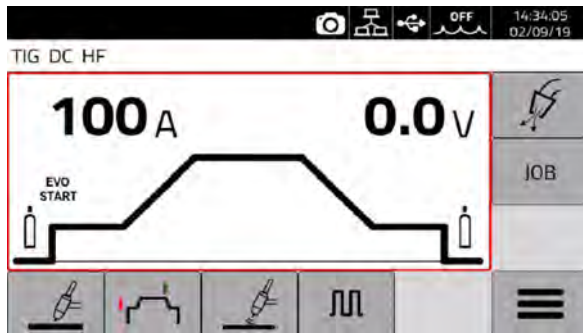 OFF
14:34:05
02/09/19
TIG DC HF
100 A
0.0 V
EVO
START
JOB